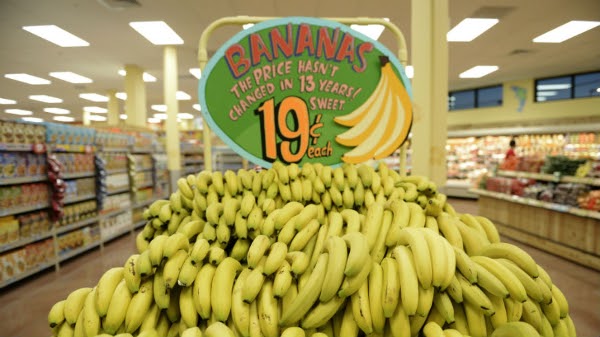 BANANAS
THE PRICE HASN'T
CHANGED IN 13 YEARS!
SWEET
19¢
each